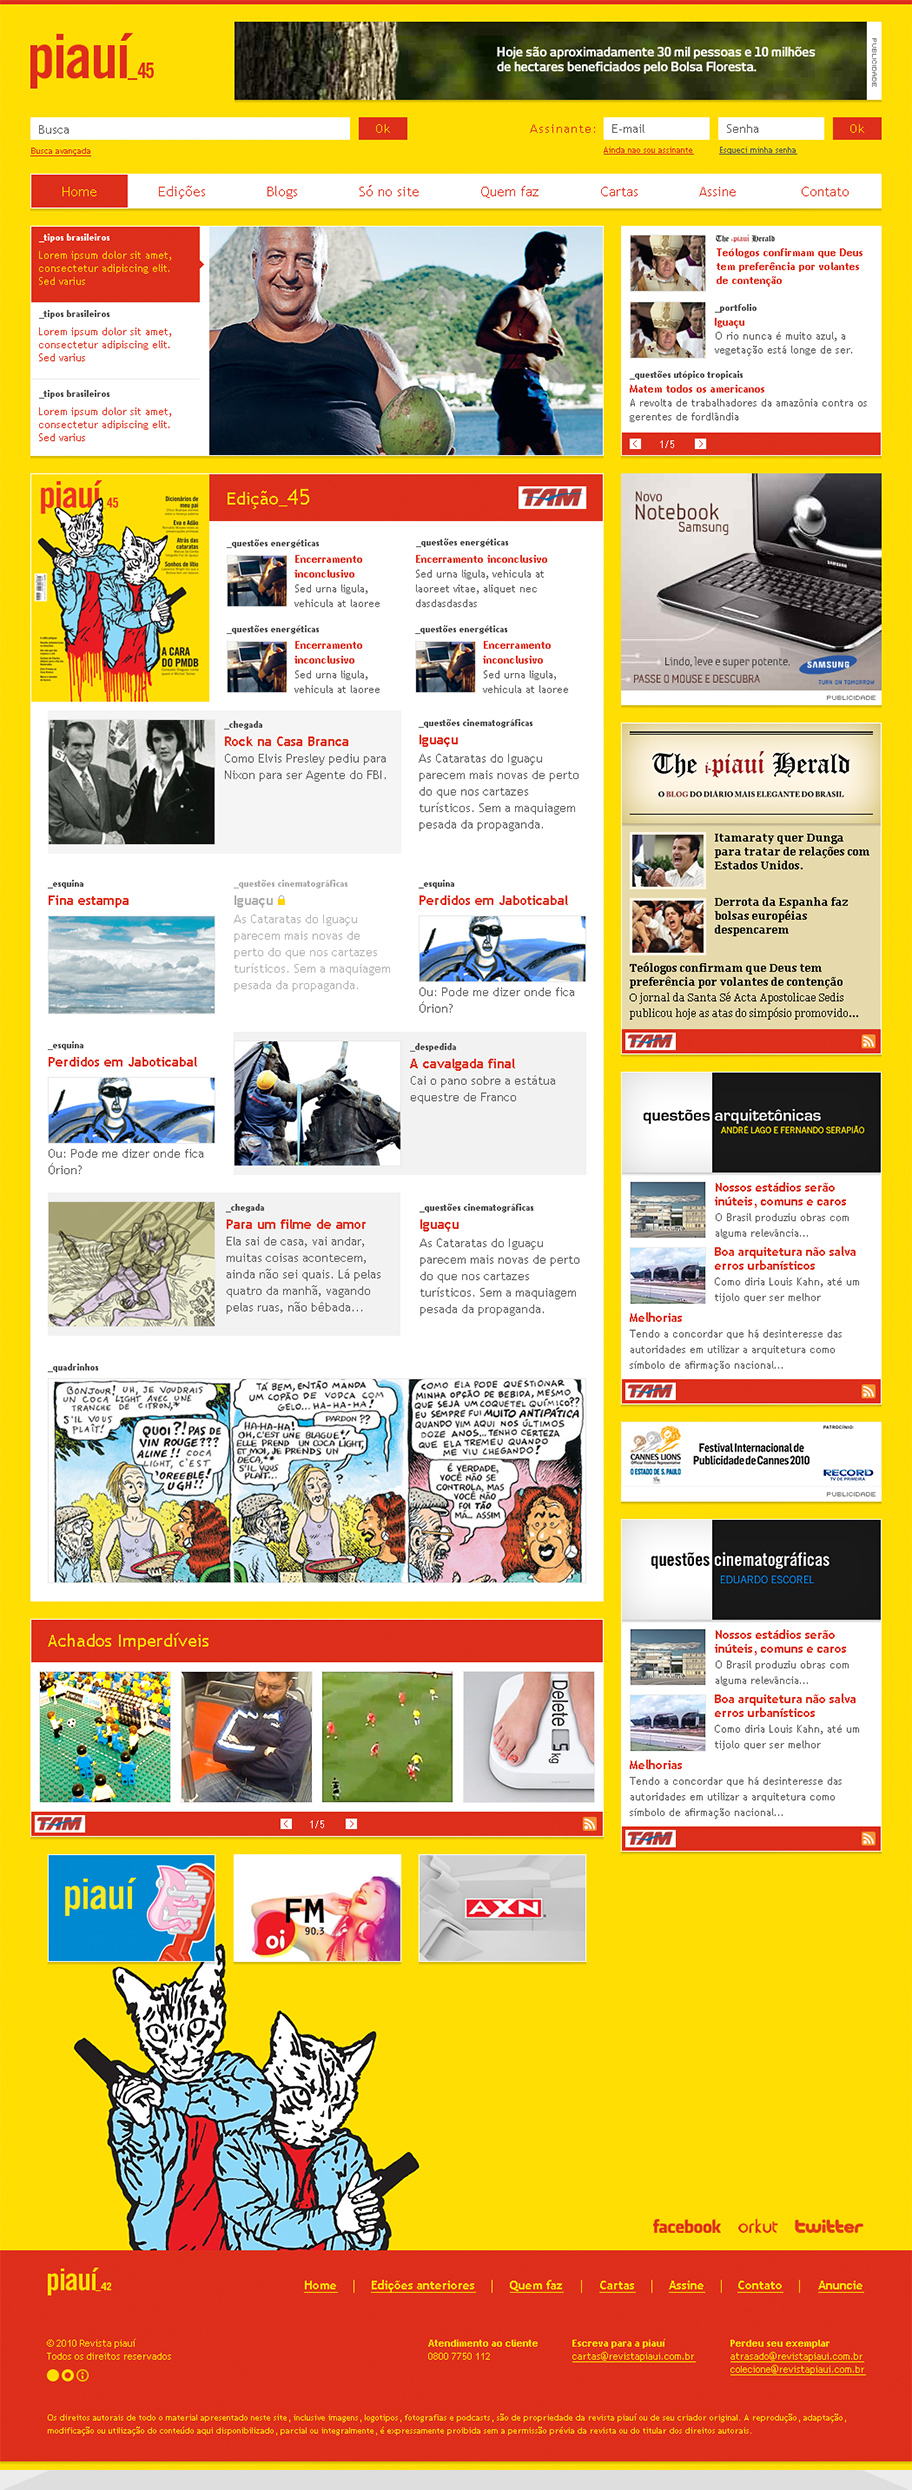 piauí_45
Hoje são aproximadamente 30 mil pessoas e 10 milhões
de hectares beneficiados pelo Bolsa Floresta.
PUBLICIDADE
Busca
Ok
Assinante:
E-mail
Senha
Ok
Busca avançada
Ainda nao sou assinante
Esqueci minha senha
Home
Edições
Blogs
Só no site
Quem faz
Cartas
Assine
Contato
_tipos brasileiros
Lorem ipsum dolor sit amet,
consectetur adipiscing elit.
Sed varius
_tipos brasileiros
Lorem ipsum dolor sit amet,
consectetur adipiscing elit.
Sed varius
_tipos brasileiros
Lorem ipsum dolor sit amet,
consectetur adipiscing elit.
Sed varius
The i-piauí Herald
Teólogos confirmam que Deus
tem preferência por volantes
de contenção
_portfolio
Iguaçu
O rio nunca é muito azul, a
vegetação está longe de ser.
_questões utópico tropicais
Matem todos os americanos
A revolta de trabalhadores da amazônia contra os
gerentes de fordlândia
1/5
piauí 45
Dicionários de
meu pai
Eva e Adão
Atrás das
cataratas
Sonhos de lítio
A CARA
DO PMDB
Edição_45
TAM
_questões energéticas
Encerramento
inconclusivo
Sed urna ligula,
vehicula at laoree
_questões energéticas
Encerramento inconclusivo
Sed urna ligula, vehicula at
laoreet vitae, aliquet nec
dasdasdasdas
_questões energéticas
Encerramento
inconclusivo
Sed urna ligula,
vehicula at laoree
_questões energéticas
Encerramento
inconclusivo
Sed urna ligula,
vehicula at laoree
Novo
Notebook
Samsung
SAMSUNG
Lindo, leve e super potente.
PASSE O MOUSE E DESCUBRA
SAMSUNG
TURN ON TOMORROW
PUBLICIDADE
_chegada
Rock na Casa Branca
Como Elvis Presley pediu para
Nixon para ser Agente do FBI.
_questões cinematográficas
Iguaçu
As Cataratas do Iguaçu
parecem mais novas de perto
do que nos cartazes
turísticos. Sem a maquiagem
pesada da propaganda.
The i-piauí Herald
O BLOG DO DIÁRIO MAIS ELEGANTE DO BRASIL
Itamaraty quer Dunga
para tratar de relações com
Estados Unidos.
Derrota da Espanha faz
bolsas européias
despencarem
Teólogos confirmam que Deus tem
preferência por volantes de contenção
O jornal da Santa Sé Acta Apostolicae Sedis
publicou hoje as atas do simpósio promovido...
TAM
_esquina
Fina estampa
_questões cinematográficas
Iguaçu
As Cataratas do Iguaçu
parecem mais novas de
perto do que nos cartazes
turísticos. Sem a maquiagem
pesada da propaganda.
_esquina
Perdidos em Jaboticabal
Ou: Pode me dizer onde fica
Órion?
_esquina
Perdidos em Jaboticabal
Ou: Pode me dizer onde fica
Órion?
_despedida
A cavalgada final
Cai o pano sobre a estátua
equestre de Franco
questões arquitetônicas
ANDRÉ LAGO E FERNANDO SERAPIÃO
Nossos estádios serão
inúteis, comuns e caros
O Brasil produziu obras com
alguma relevância...
Boa arquitetura não salva
erros urbanísticos
Como diria Louis Kahn, até um
tijolo quer ser melhor
Melhorias
Tendo a concordar que há desinteresse das
autoridades em utilizar a arquitetura como
símbolo de afirmação nacional...
TAM
_chegada
Para um filme de amor
Ela sai de casa, vai andar,
muitas coisas acontecem,
ainda não sei quais. Lá pelas
quatro da manhã, vagando
pelas ruas, não bêbada...
_questões cinematográficas
Iguaçu
As Cataratas do Iguaçu
parecem mais novas de perto
do que nos cartazes
turísticos. Sem a maquiagem
pesada da propaganda.
_quadrinhos
BONJOUR! UH, JE VOUDRAIS
UN COCA LIGHT AVEC UNE
TRANCHE DE CITRON,*
S'IL VOUS
PLAÎT!
QUOI?! PAS DE
VIN ROUGE???
ALINE!! COCA
LIGHT, C'EST
'OREEBLE!
UGH!!
TÁ BEM, ENTÃO MANDA
UM COPÃO DE VODCA COM
GELO... HA-HA-HA!
PARDON??
HA-HA-HA!
OH, C'EST UNE BLAGUE*!
ELLE PREND UN COCA LIGHT,
ET MOI, JE PRENDS UN
DECA,**
S'IL VOUS
PLAÎT...
COMO ELA PODE QUESTIONAR
MINHA OPÇÃO DE BEBIDA, MESMO
QUE SEJA UM COQUETEL QUÍMICO??
EU SEMPRE FUI MUITO ANTIPÁTICA
QUANDO VIM AQUI NOS ÚLTIMOS
DOZE ANOS... TENHO CERTEZA
QUE ELA TREMEU QUANDO
ME VIU CHEGANDO!
É VERDADE,
VOCÊ NÃO SE
CONTROLA, MAS
VOCÊ NÃO
FOI TÃO
MÁ... ASSIM
CANNES LIONS
O ESTADO DE S. PAULO
Festival Internacional de
Publicidade de Cannes 2010
PATROCÍNIO:
RECORD
TV DE PRIMEIRA
PUBLICIDADE
questões cinematográficas
EDUARDO ESCOREL
Nossos estádios serão
inúteis, comuns e caros
O Brasil produziu obras com
alguma relevância...
Boa arquitetura não salva
erros urbanísticos
Como diria Louis Kahn, até um
tijolo quer ser melhor
Melhorias
Tendo a concordar que há desinteresse das
autoridades em utilizar a arquitetura como
símbolo de afirmação nacional...
TAM
Achados Imperdíveis
Delete 5 kg
TAM
1/5
piauí
oi FM
90.3
AXN
facebook
orkut
twitter
piauí_42
Home
Edições anteriores
Quem faz
Cartas
Assine
Contato
Anuncie
© 2010 Revista piauí
Todos os direitos reservados
Atendimento ao cliente
0800 7750 112
Escreva para a piauí
cartas@revistapiaui.com.br
Perdeu seu exemplar
atrasado@revistapiaui.com.br
colecione@revistapiaui.com.br
Os direitos autorais de todo o material apresentado neste site, inclusive imagens, logotipos, fotografias e podcasts, são de propriedade da revista piauí ou de seu criador original. A reprodução, adaptação,
modificação ou utilização do conteúdo aqui disponibilizado, parcial ou integralmente, é expressamente proibida sem a permissão prévia da revista ou do titular dos direitos autorais.